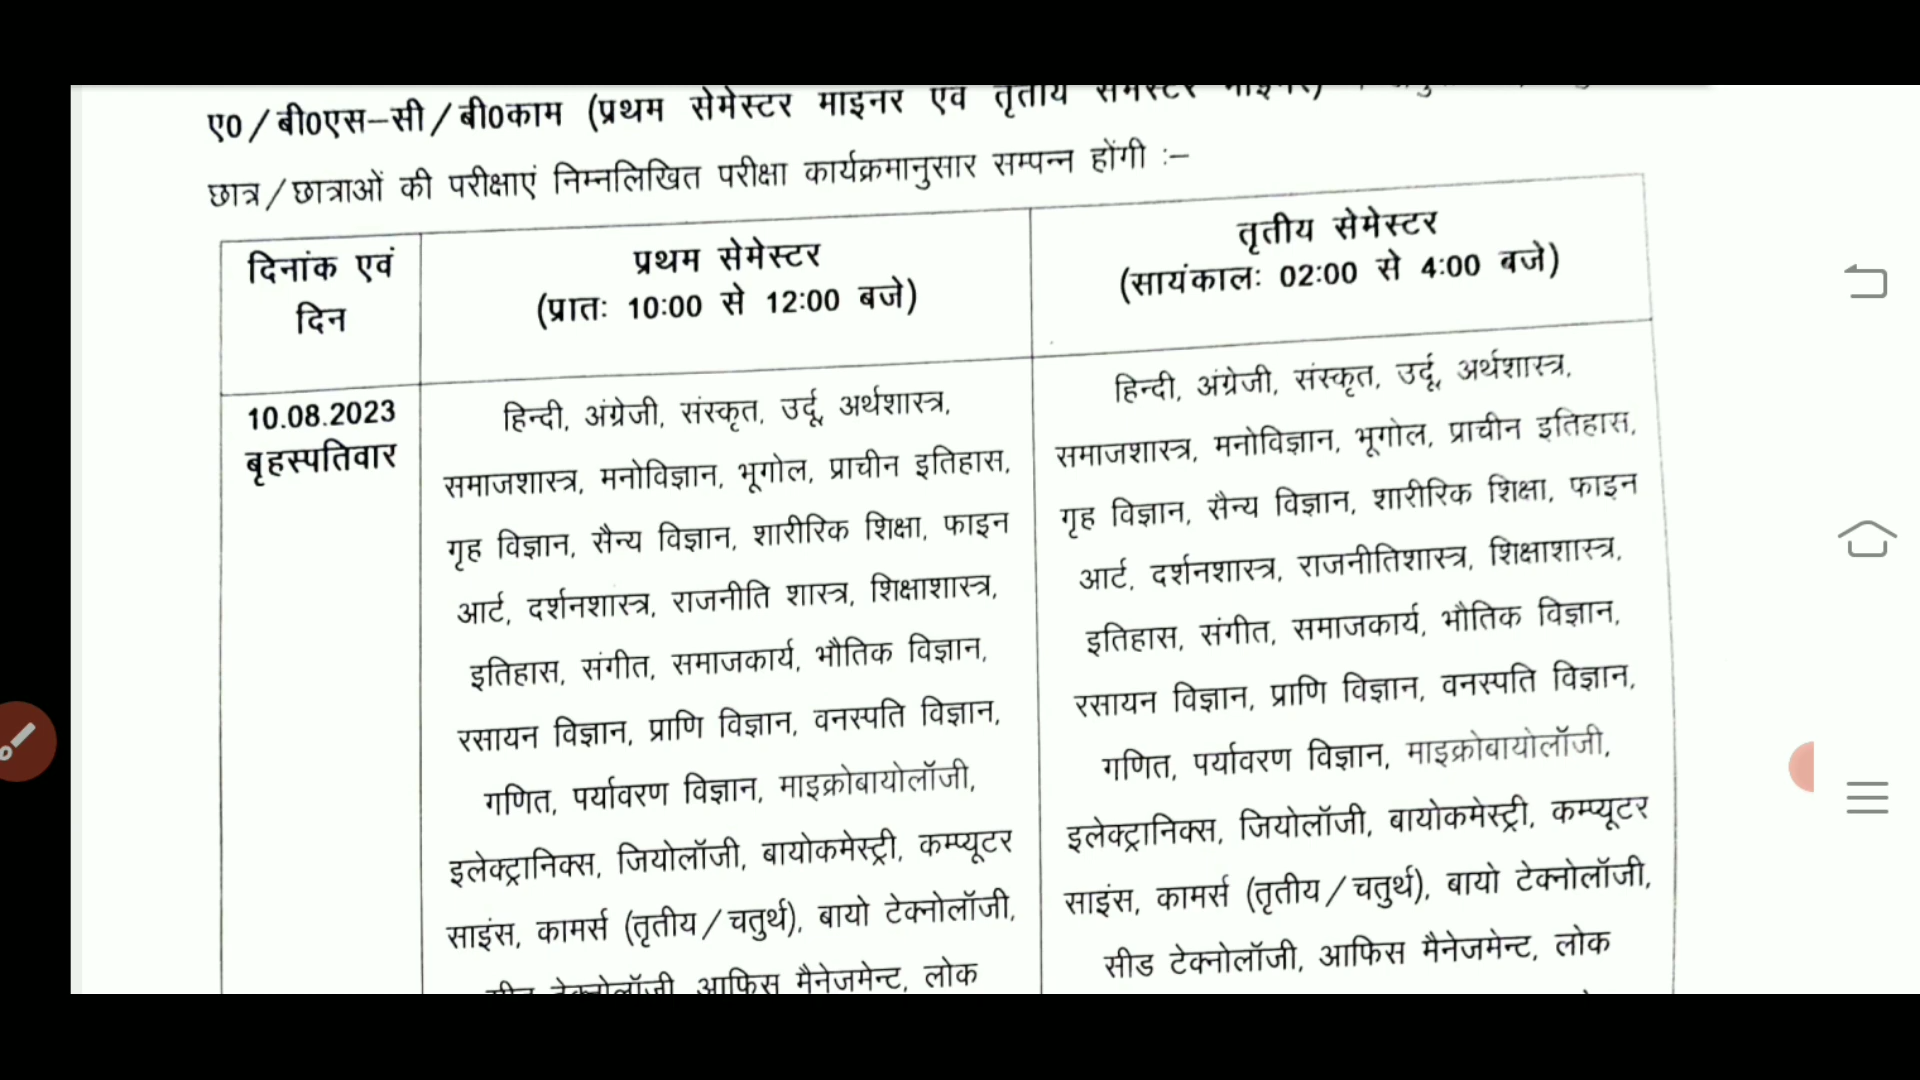 ए0/बी0एस–सी/बी0काम (प्रथम सेमेस्टर माइनर एवं तृतीय सेमेस्टर माइनर)
छात्र/छात्राओं की परीक्षाएं निम्नलिखित परीक्षा कार्यक्रमानुसार सम्पन्न होंगी :–
दिनांक एवं
दिन
प्रथम सेमेस्टर
(प्रातः 10:00 से 12:00 बजे)
तृतीय सेमेस्टर
(सायंकालः 02:00 से 4:00 बजे)
10.08.2023
बृहस्पतिवार
हिन्दी, अंग्रेजी, संस्कृत, उर्दू, अर्थशास्त्र,
समाजशास्त्र, मनोविज्ञान, भूगोल, प्राचीन इतिहास,
गृह विज्ञान, सैन्य विज्ञान, शारीरिक शिक्षा, फाइन
आर्ट, दर्शनशास्त्र, राजनीति शास्त्र, शिक्षाशास्त्र,
इतिहास, संगीत, समाजकार्य, भौतिक विज्ञान,
रसायन विज्ञान, प्राणि विज्ञान, वनस्पति विज्ञान,
गणित, पर्यावरण विज्ञान, माइक्रोबायोलॉजी,
इलेक्ट्रानिक्स, जियोलॉजी, बायोकमेस्ट्री, कम्प्यूटर
साइंस, कामर्स (तृतीय/चतुर्थ), बायो टेक्नोलॉजी,
सीड टेक्नोलॉजी, आफिस मैनेजमेन्ट, लोक
हिन्दी, अंग्रेजी, संस्कृत, उर्दू, अर्थशास्त्र,
समाजशास्त्र, मनोविज्ञान, भूगोल, प्राचीन इतिहास,
गृह विज्ञान, सैन्य विज्ञान, शारीरिक शिक्षा, फाइन
आर्ट, दर्शनशास्त्र, राजनीतिशास्त्र, शिक्षाशास्त्र,
इतिहास, संगीत, समाजकार्य, भौतिक विज्ञान,
रसायन विज्ञान, प्राणि विज्ञान, वनस्पति विज्ञान,
गणित, पर्यावरण विज्ञान, माइक्रोबायोलॉजी,
इलेक्ट्रानिक्स, जियोलॉजी, बायोकमेस्ट्री, कम्प्यूटर
साइंस, कामर्स (तृतीय/चतुर्थ), बायो टेक्नोलॉजी,
सीड टेक्नोलॉजी, आफिस मैनेजमेन्ट, लोक